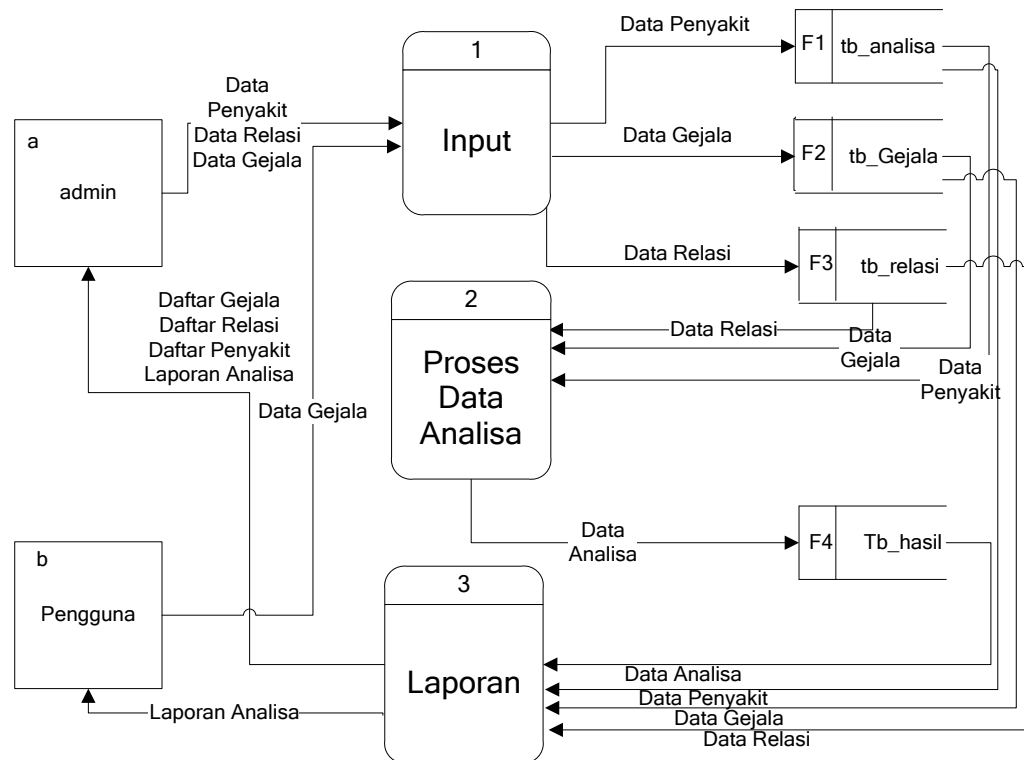 1
Input
Data Penyakit
F1
tb_analisa
Data
Penyakit
Data Relasi
Data Gejala
a
admin
Data Gejala
F2
tb_Gejala
Data Relasi
F3
tb_relasi
2
Proses
Data
Analisa
Data Relasi
Data
Gejala
Data
Penyakit
Daftar Gejala
Daftar Relasi
Daftar Penyakit
Laporan Analisa
Data Gejala
Data
Analisa
F4
Tb_hasil
b
Pengguna
3
Laporan
Data Analisa
Data Penyakit
Data Gejala
Data Relasi
Laporan Analisa